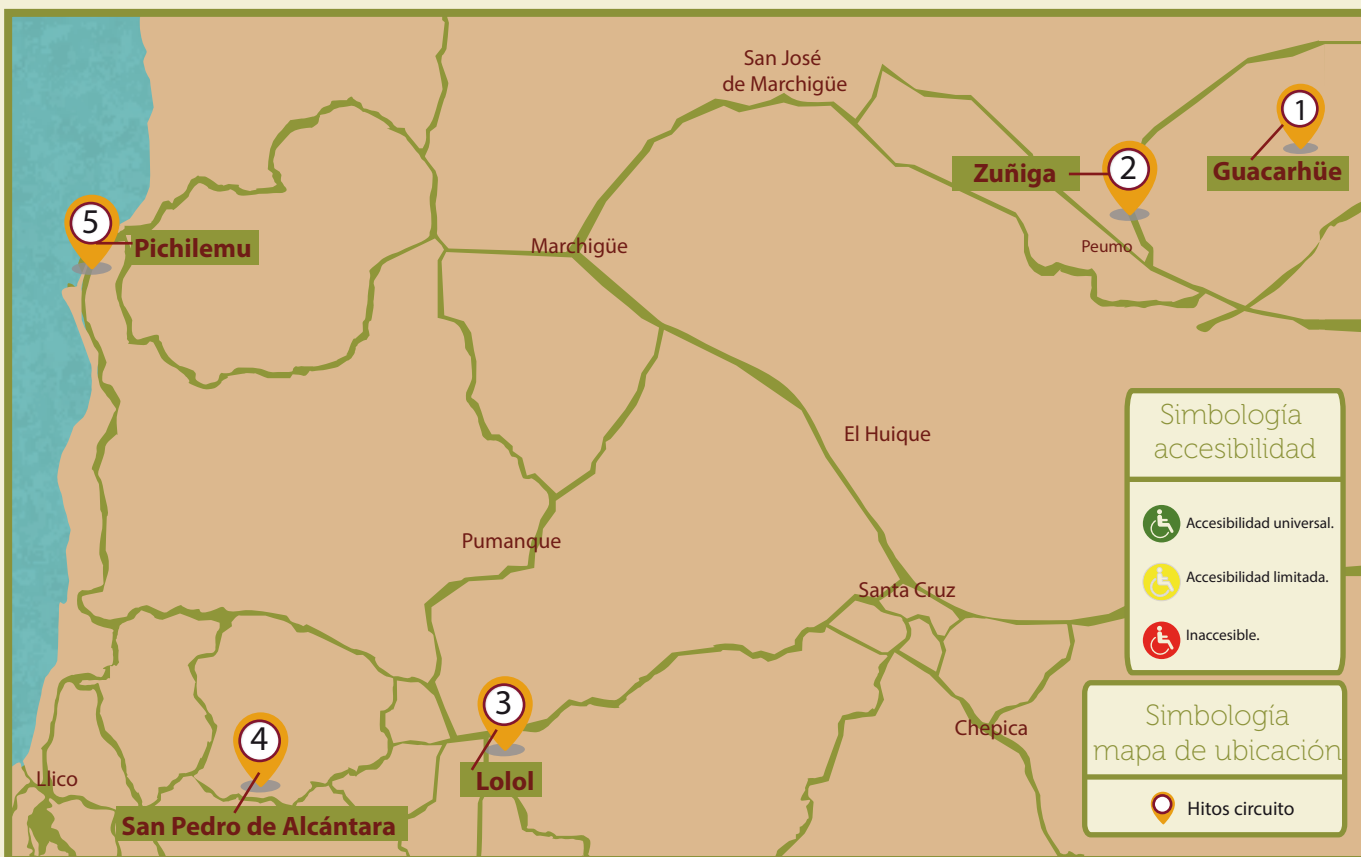 San José
de Marchigüe
1
Guacarhüe
2
Zuñiga
5
Pichilemu
Marchigüe
Peumo
El Huique
Simbología
accesibilidad
Accesibilidad universal.
Accesibilidad limitada.
Inaccesible.
Pumanque
Santa Cruz
3
Lolol
4
San Pedro de Alcántara
Llico
Chepica
Simbología
mapa de ubicación
Hitos circuito